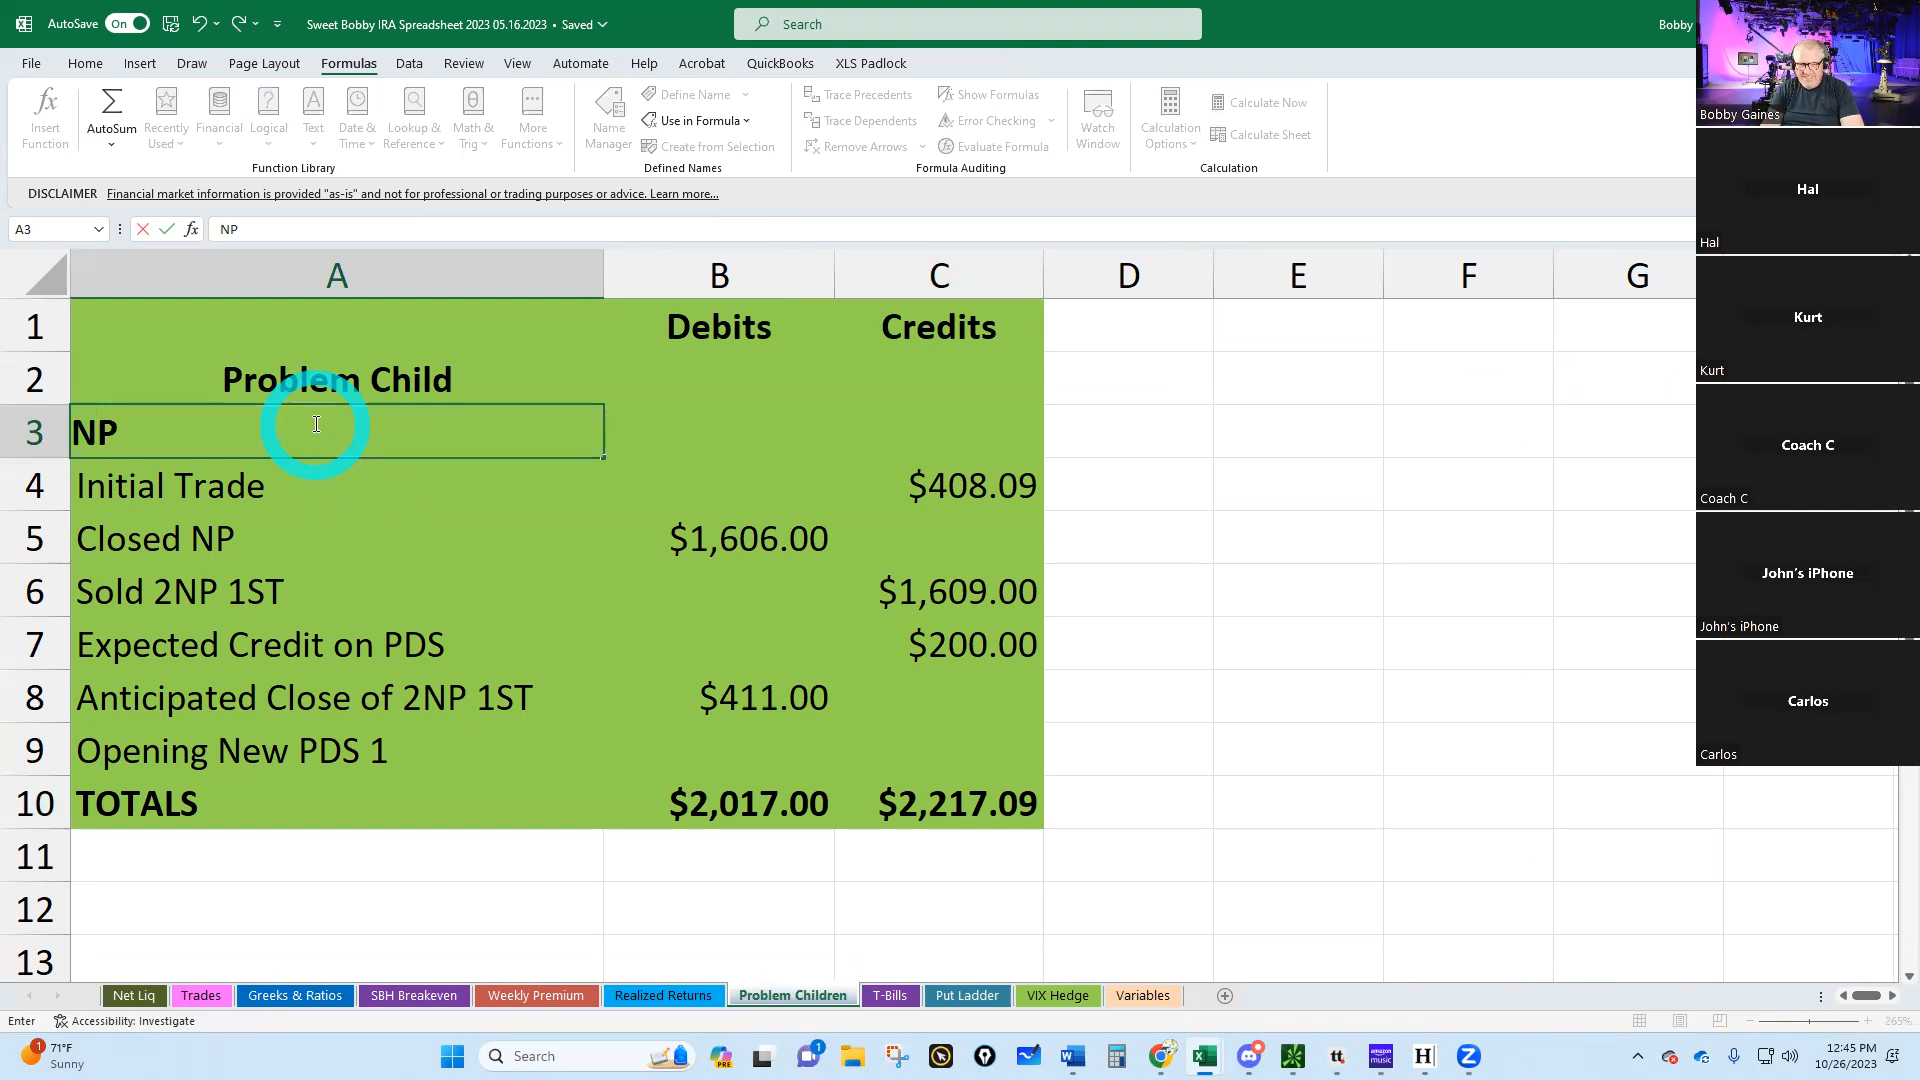 AutoSave On
Sweet Bobby IRA Spreadsheet 2023 05.16.2023 • Saved
Search
Bobby
File Home Insert Draw Page Layout Formulas Data Review View Automate Help Acrobat QuickBooks XLS Padlock
Insert Function
AutoSum
Recently Used
Financial
Logical
Text
Date & Time
Lookup & Reference
Math & Trig
More Functions
Function Library
Name Manager
Define Name
Use in Formula
Create from Selection
Defined Names
Trace Precedents
Trace Dependents
Remove Arrows
Show Formulas
Error Checking
Evaluate Formula
Formula Auditing
Watch Window
Calculation Options
Calculate Now
Calculate Sheet
Calculation
DISCLAIMER Financial market information is provided "as-is" and not for professional or trading purposes or advice. Learn more...
A3 fx NP
A B C D E F G
1 Debits Credits
2 Problem Child
3 NP
4 Initial Trade $408.09
5 Closed NP $1,606.00
6 Sold 2NP 1ST $1,609.00
7 Expected Credit on PDS $200.00
8 Anticipated Close of 2NP 1ST $411.00
9 Opening New PDS 1
10 TOTALS $2,017.00 $2,217.09
11
12
13
Bobby Gaines
Hal
Hal
Kurt
Kurt
Coach C
Coach C
John's iPhone
John's iPhone
Carlos
Carlos
Net Liq Trades Greeks & Ratios SBH Breakeven Weekly Premium Realized Returns Problem Children T-Bills Put Ladder VIX Hedge Variables
Enter Accessibility: Investigate 265%
1 71°F
Sunny
Search
PRE
1
tt
amazon music
H
Z
12:45 PM
10/26/2023